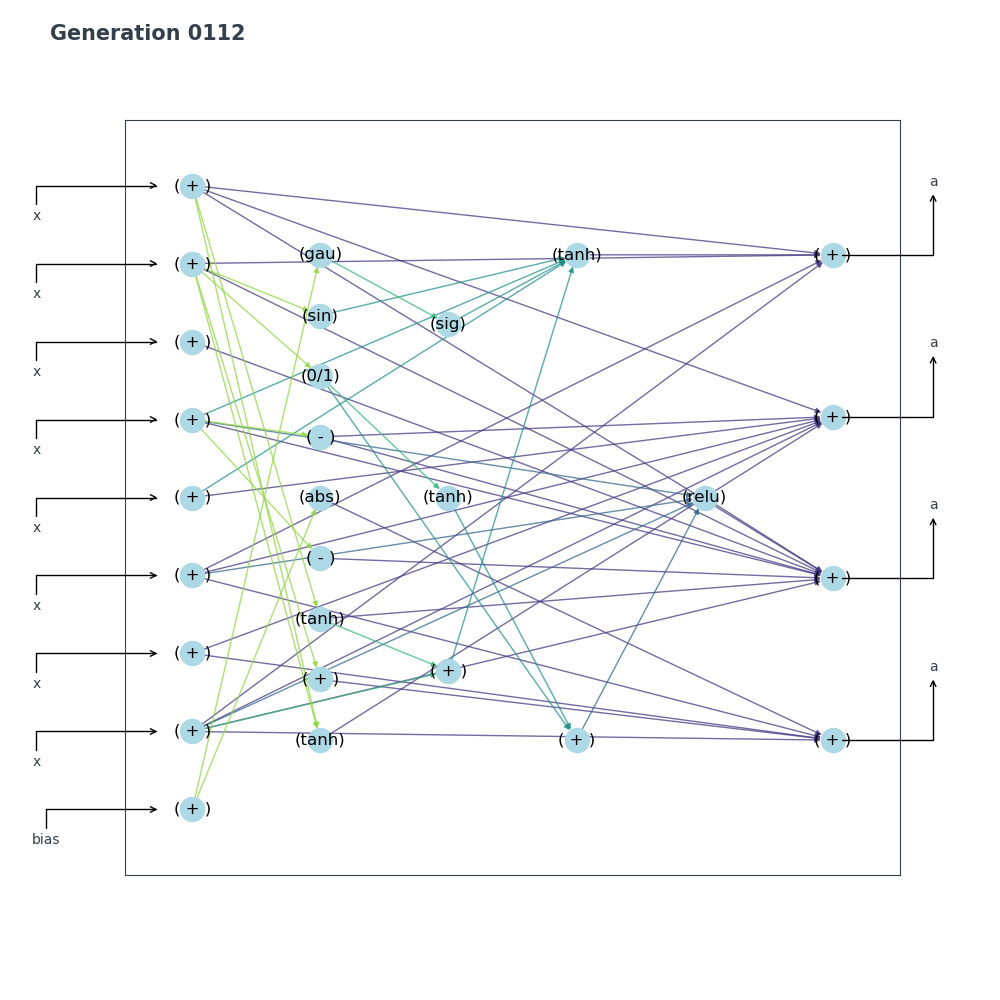 Generation 0112
a
( + )
x
(gau)
(tanh)
( + )
( + )
x
(sin)
(sig)
( + )
x
a
(0/1)
( + )
x
( - )
( + )
( + )
x
(abs)
(tanh)
(relu)
a
( - )
( + )
x
( + )
(tanh)
( + )
x
( + )
a
( + )
( + )
x
(tanh)
( + )
( + )
( + )
bias